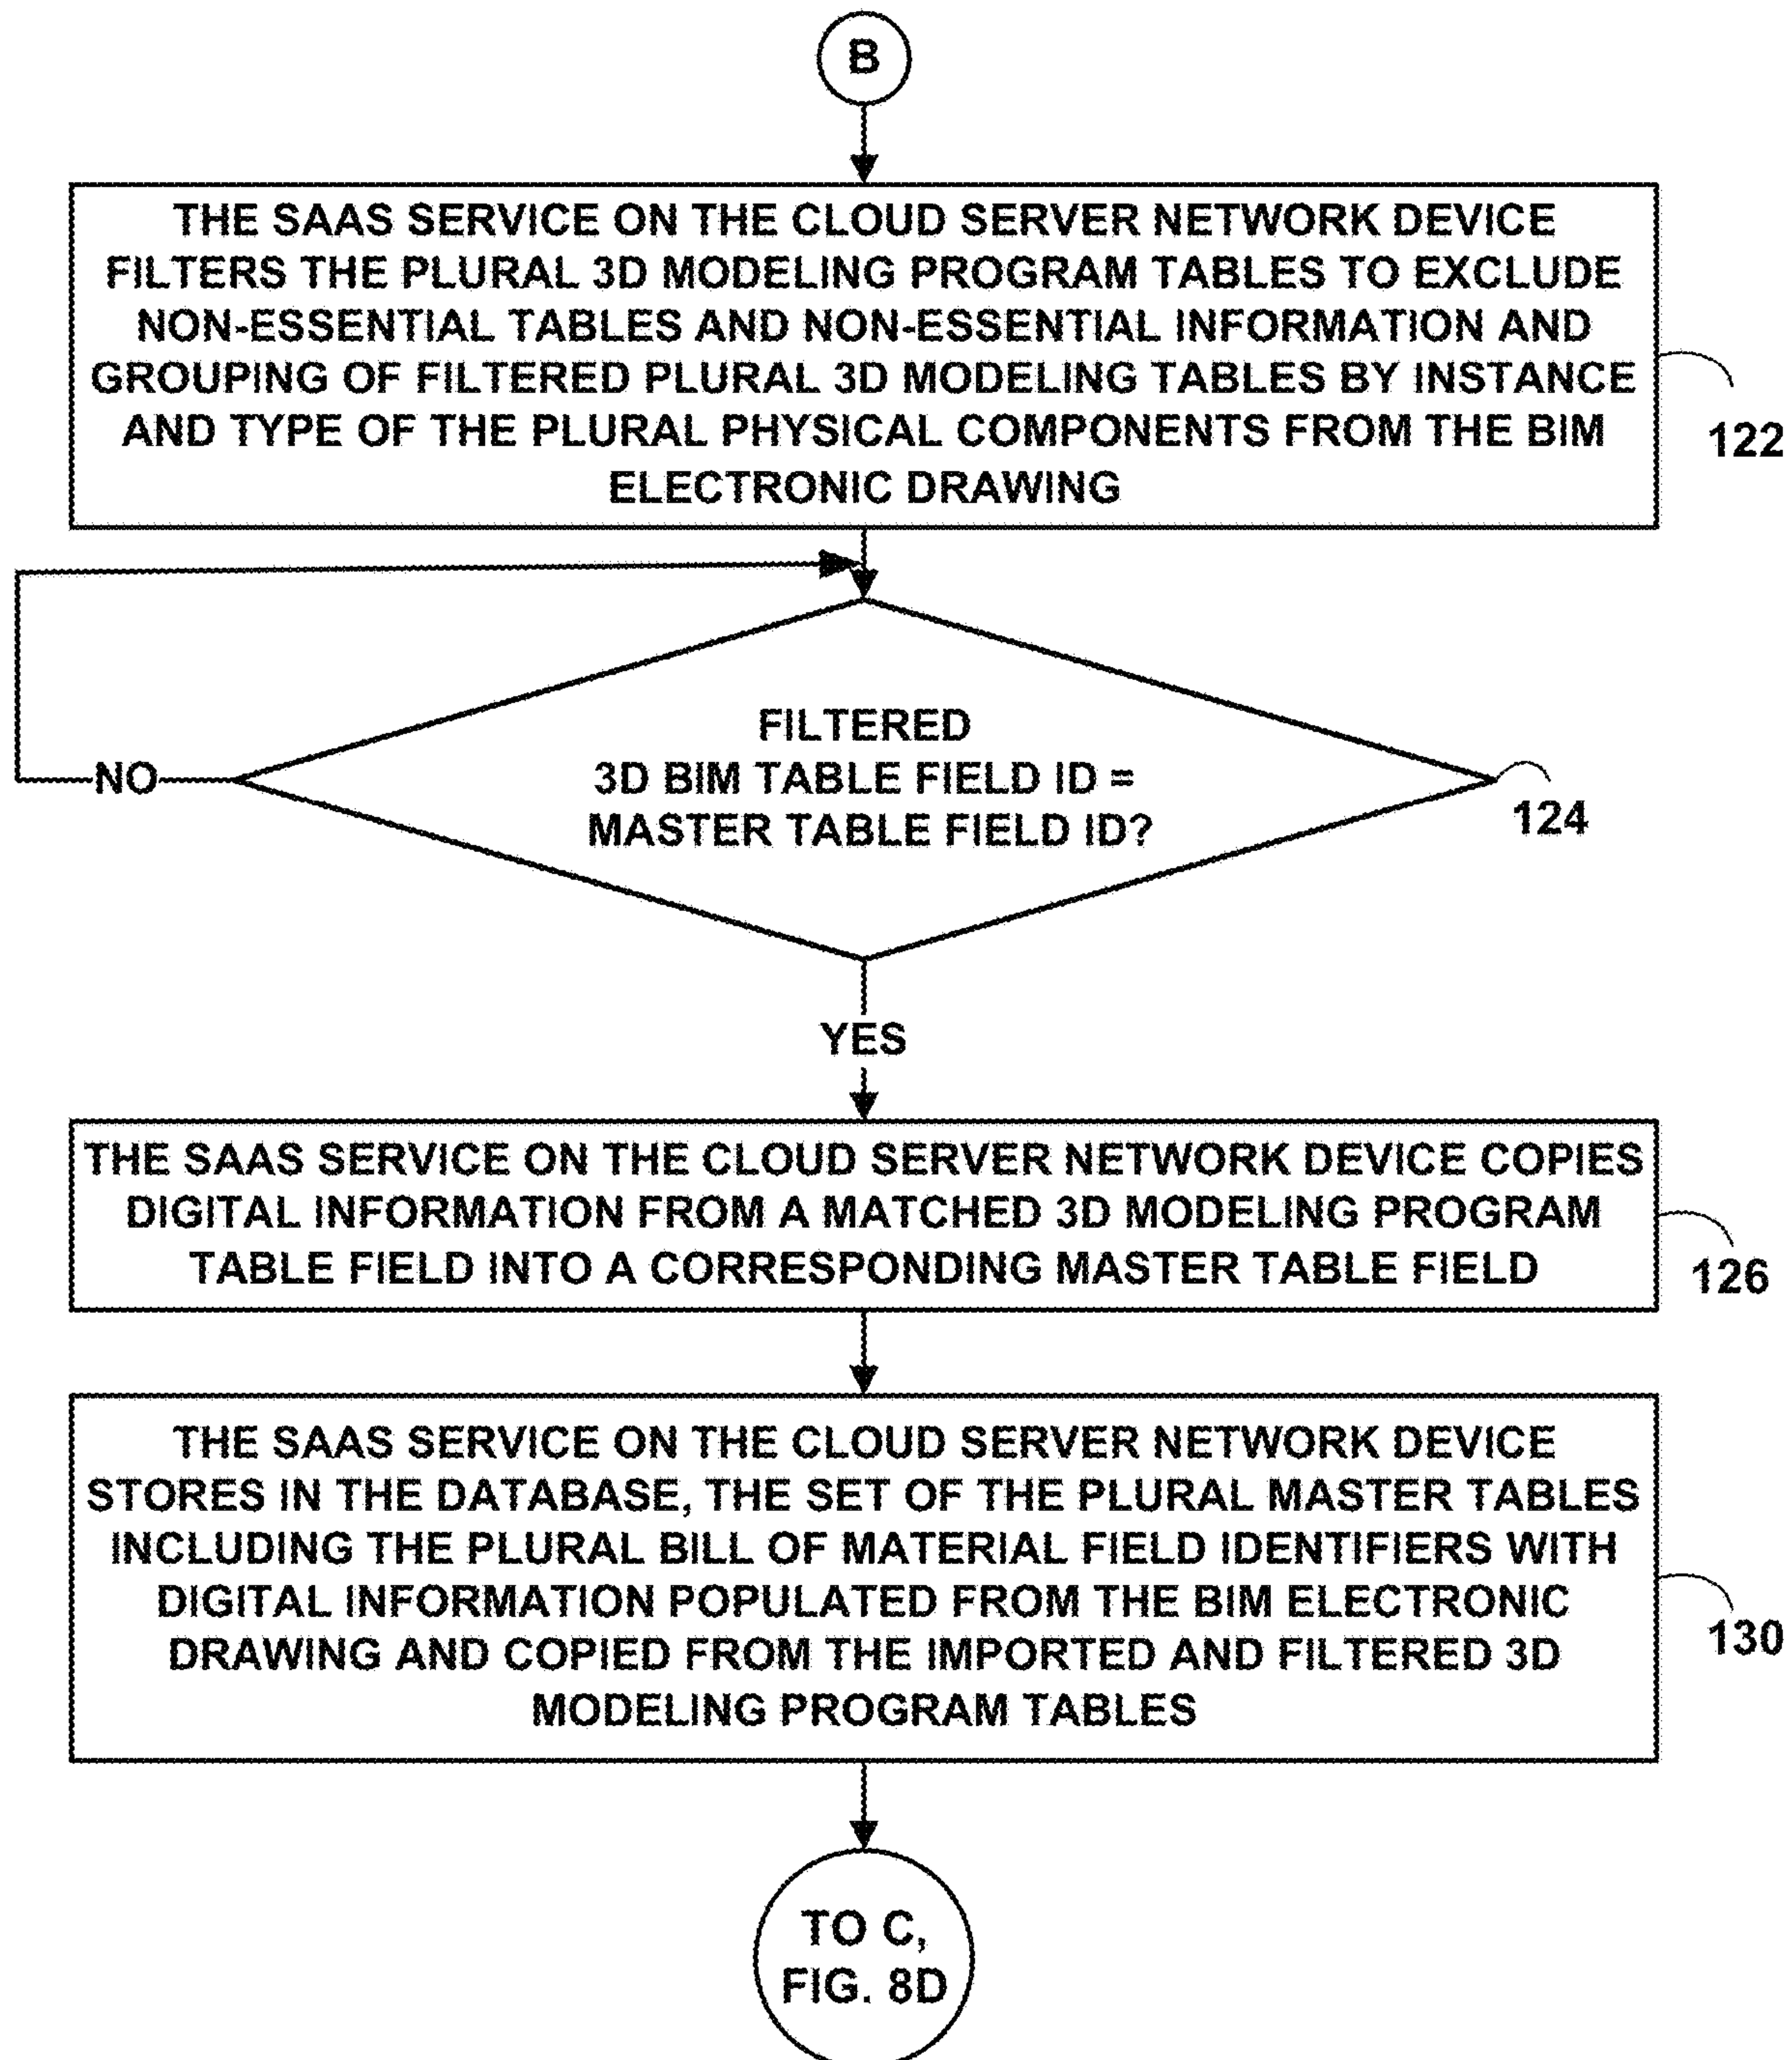 B
THE SAAS SERVICE ON THE CLOUD SERVER NETWORK DEVICE
FILTERS THE PLURAL 3D MODELING PROGRAM TABLES TO EXCLUDE
NON-ESSENTIAL TABLES AND NON-ESSENTIAL INFORMATION AND
GROUPING OF FILTERED PLURAL 3D MODELING TABLES BY INSTANCE
AND TYPE OF THE PLURAL PHYSICAL COMPONENTS FROM THE BIM
ELECTRONIC DRAWING
122
FILTERED
3D BIM TABLE FIELD ID =
MASTER TABLE FIELD ID?
NO
124
YES
THE SAAS SERVICE ON THE CLOUD SERVER NETWORK DEVICE COPIES
DIGITAL INFORMATION FROM A MATCHED 3D MODELING PROGRAM
TABLE FIELD INTO A CORRESPONDING MASTER TABLE FIELD
126
THE SAAS SERVICE ON THE CLOUD SERVER NETWORK DEVICE
STORES IN THE DATABASE, THE SET OF THE PLURAL MASTER TABLES
INCLUDING THE PLURAL BILL OF MATERIAL FIELD IDENTIFIERS WITH
DIGITAL INFORMATION POPULATED FROM THE BIM ELECTRONIC
DRAWING AND COPIED FROM THE IMPORTED AND FILTERED 3D
MODELING PROGRAM TABLES
130
TO C,
FIG. 8D